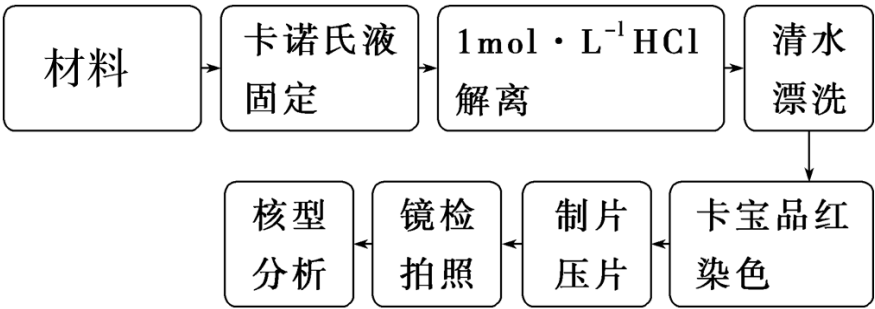 材料
卡诺氏液
固定
1mol·L⁻¹HCl
解离
清水
漂洗
卡宝品红
染色
制片
压片
镜检
拍照
核型
分析